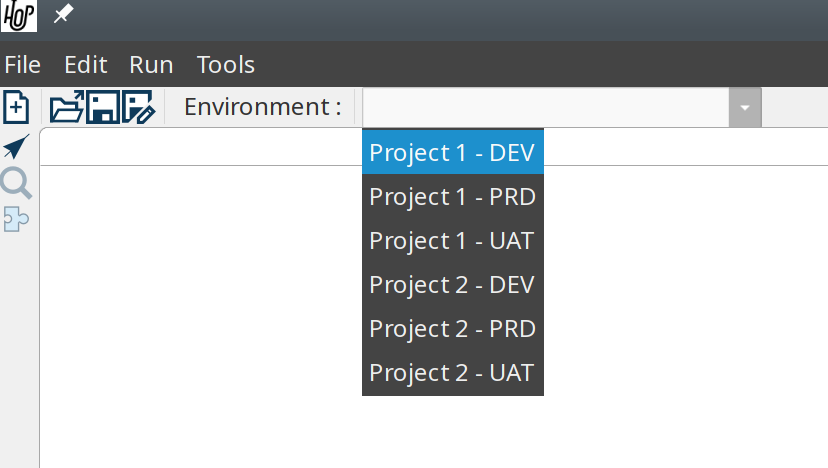 HOP
File Edit Run Tools
Environment :
Project 1 - DEV
Project 1 - PRD
Project 1 - UAT
Project 2 - DEV
Project 2 - PRD
Project 2 - UAT